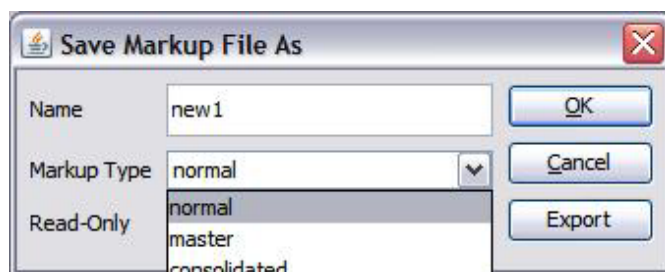 Save Markup File As
Name new1 OK
Markup Type normal Cancel
normal
Read-Only Export
master
consolidated